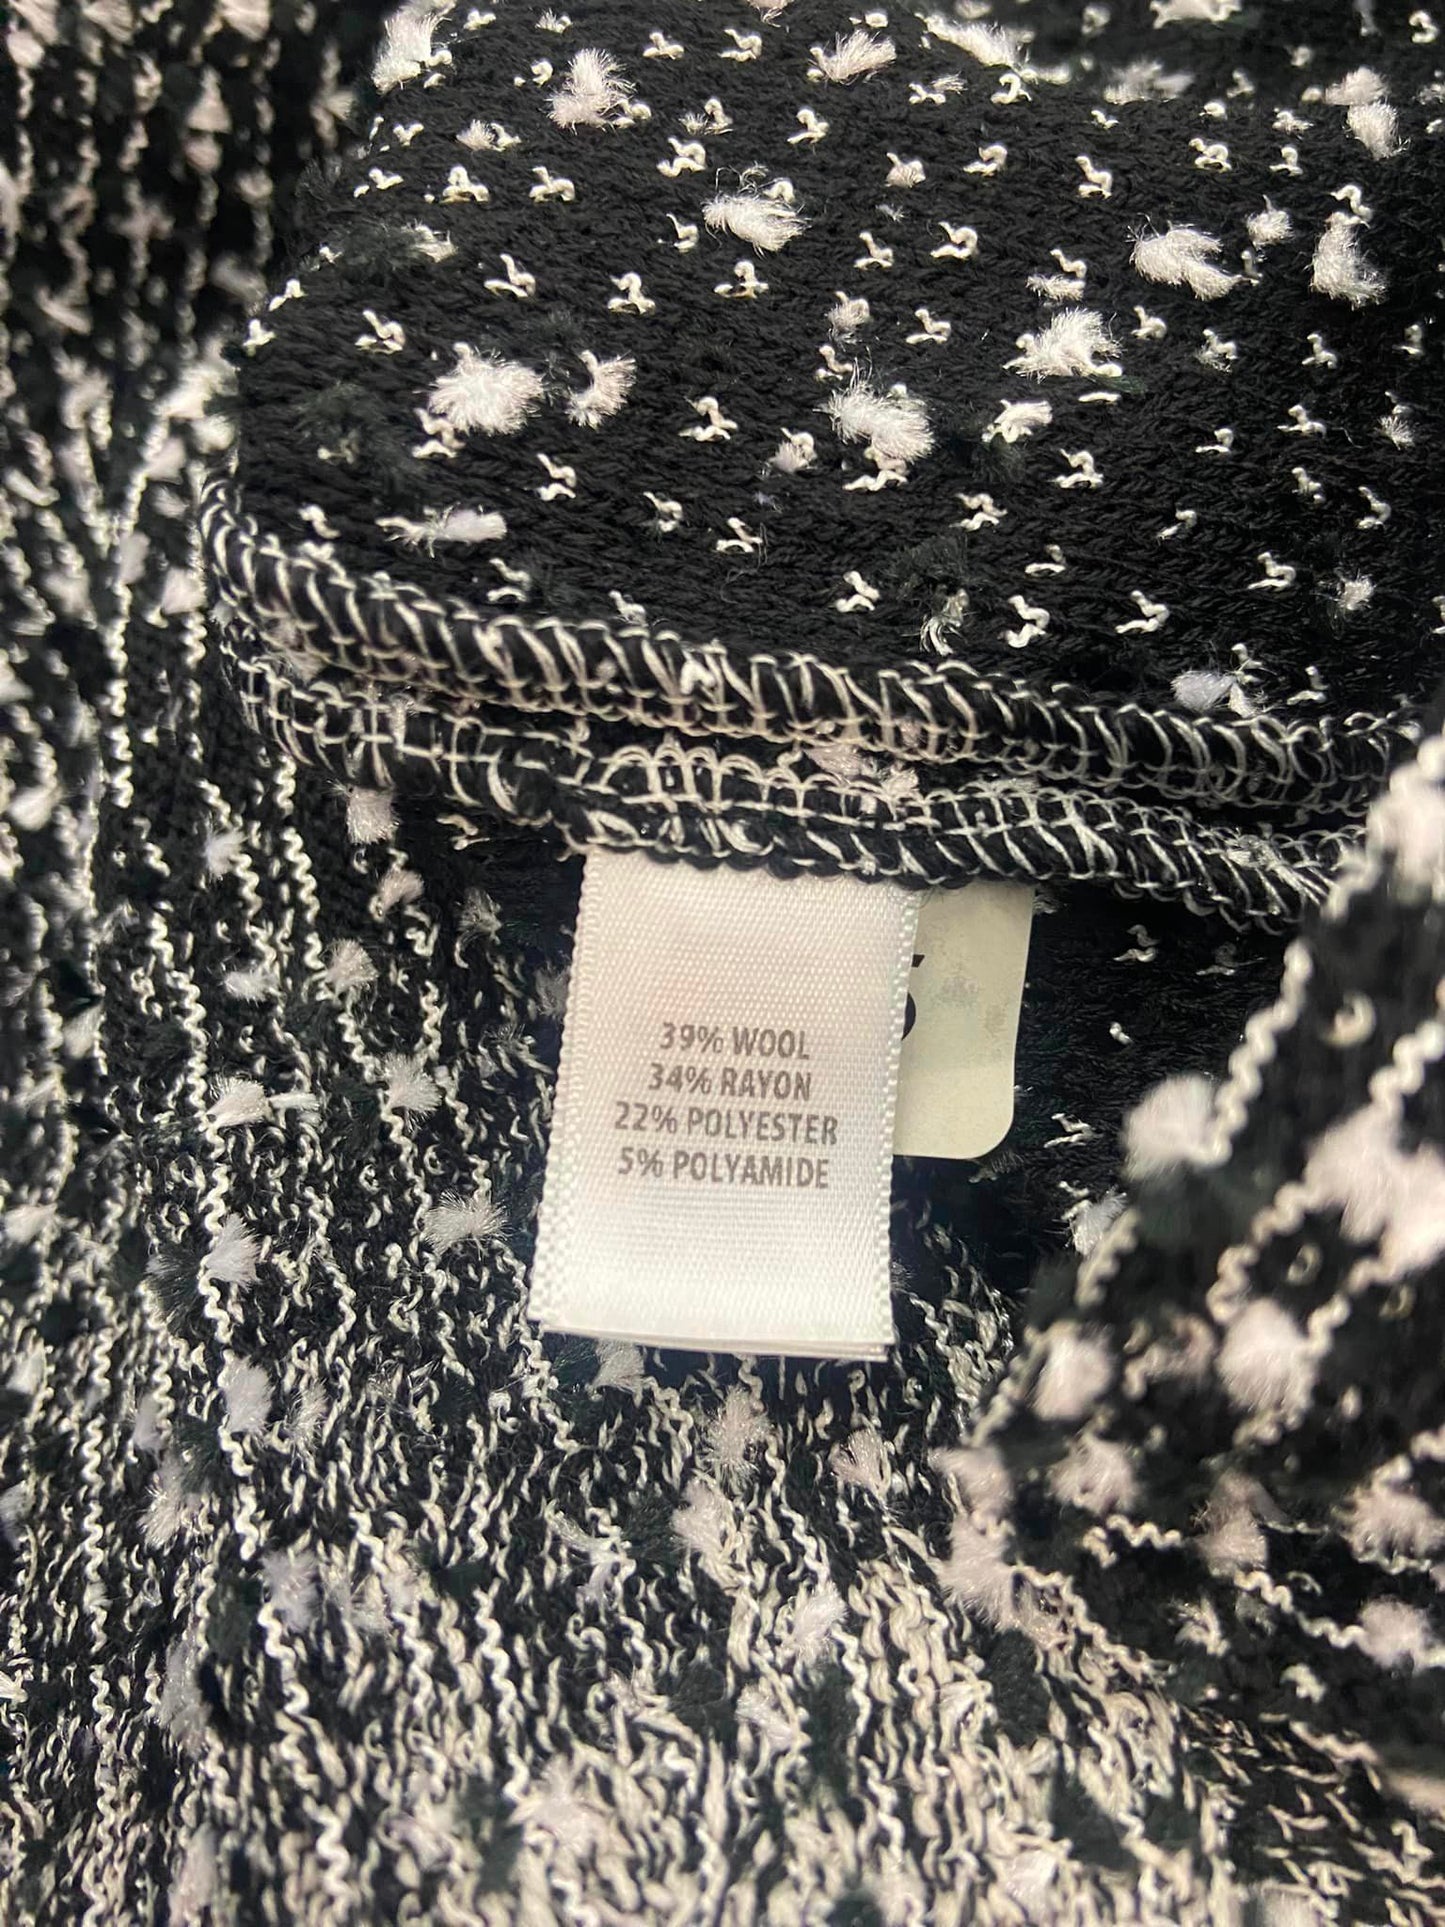 39% WOOL
34% RAYON
22% POLYESTER
5% POLYAMIDE